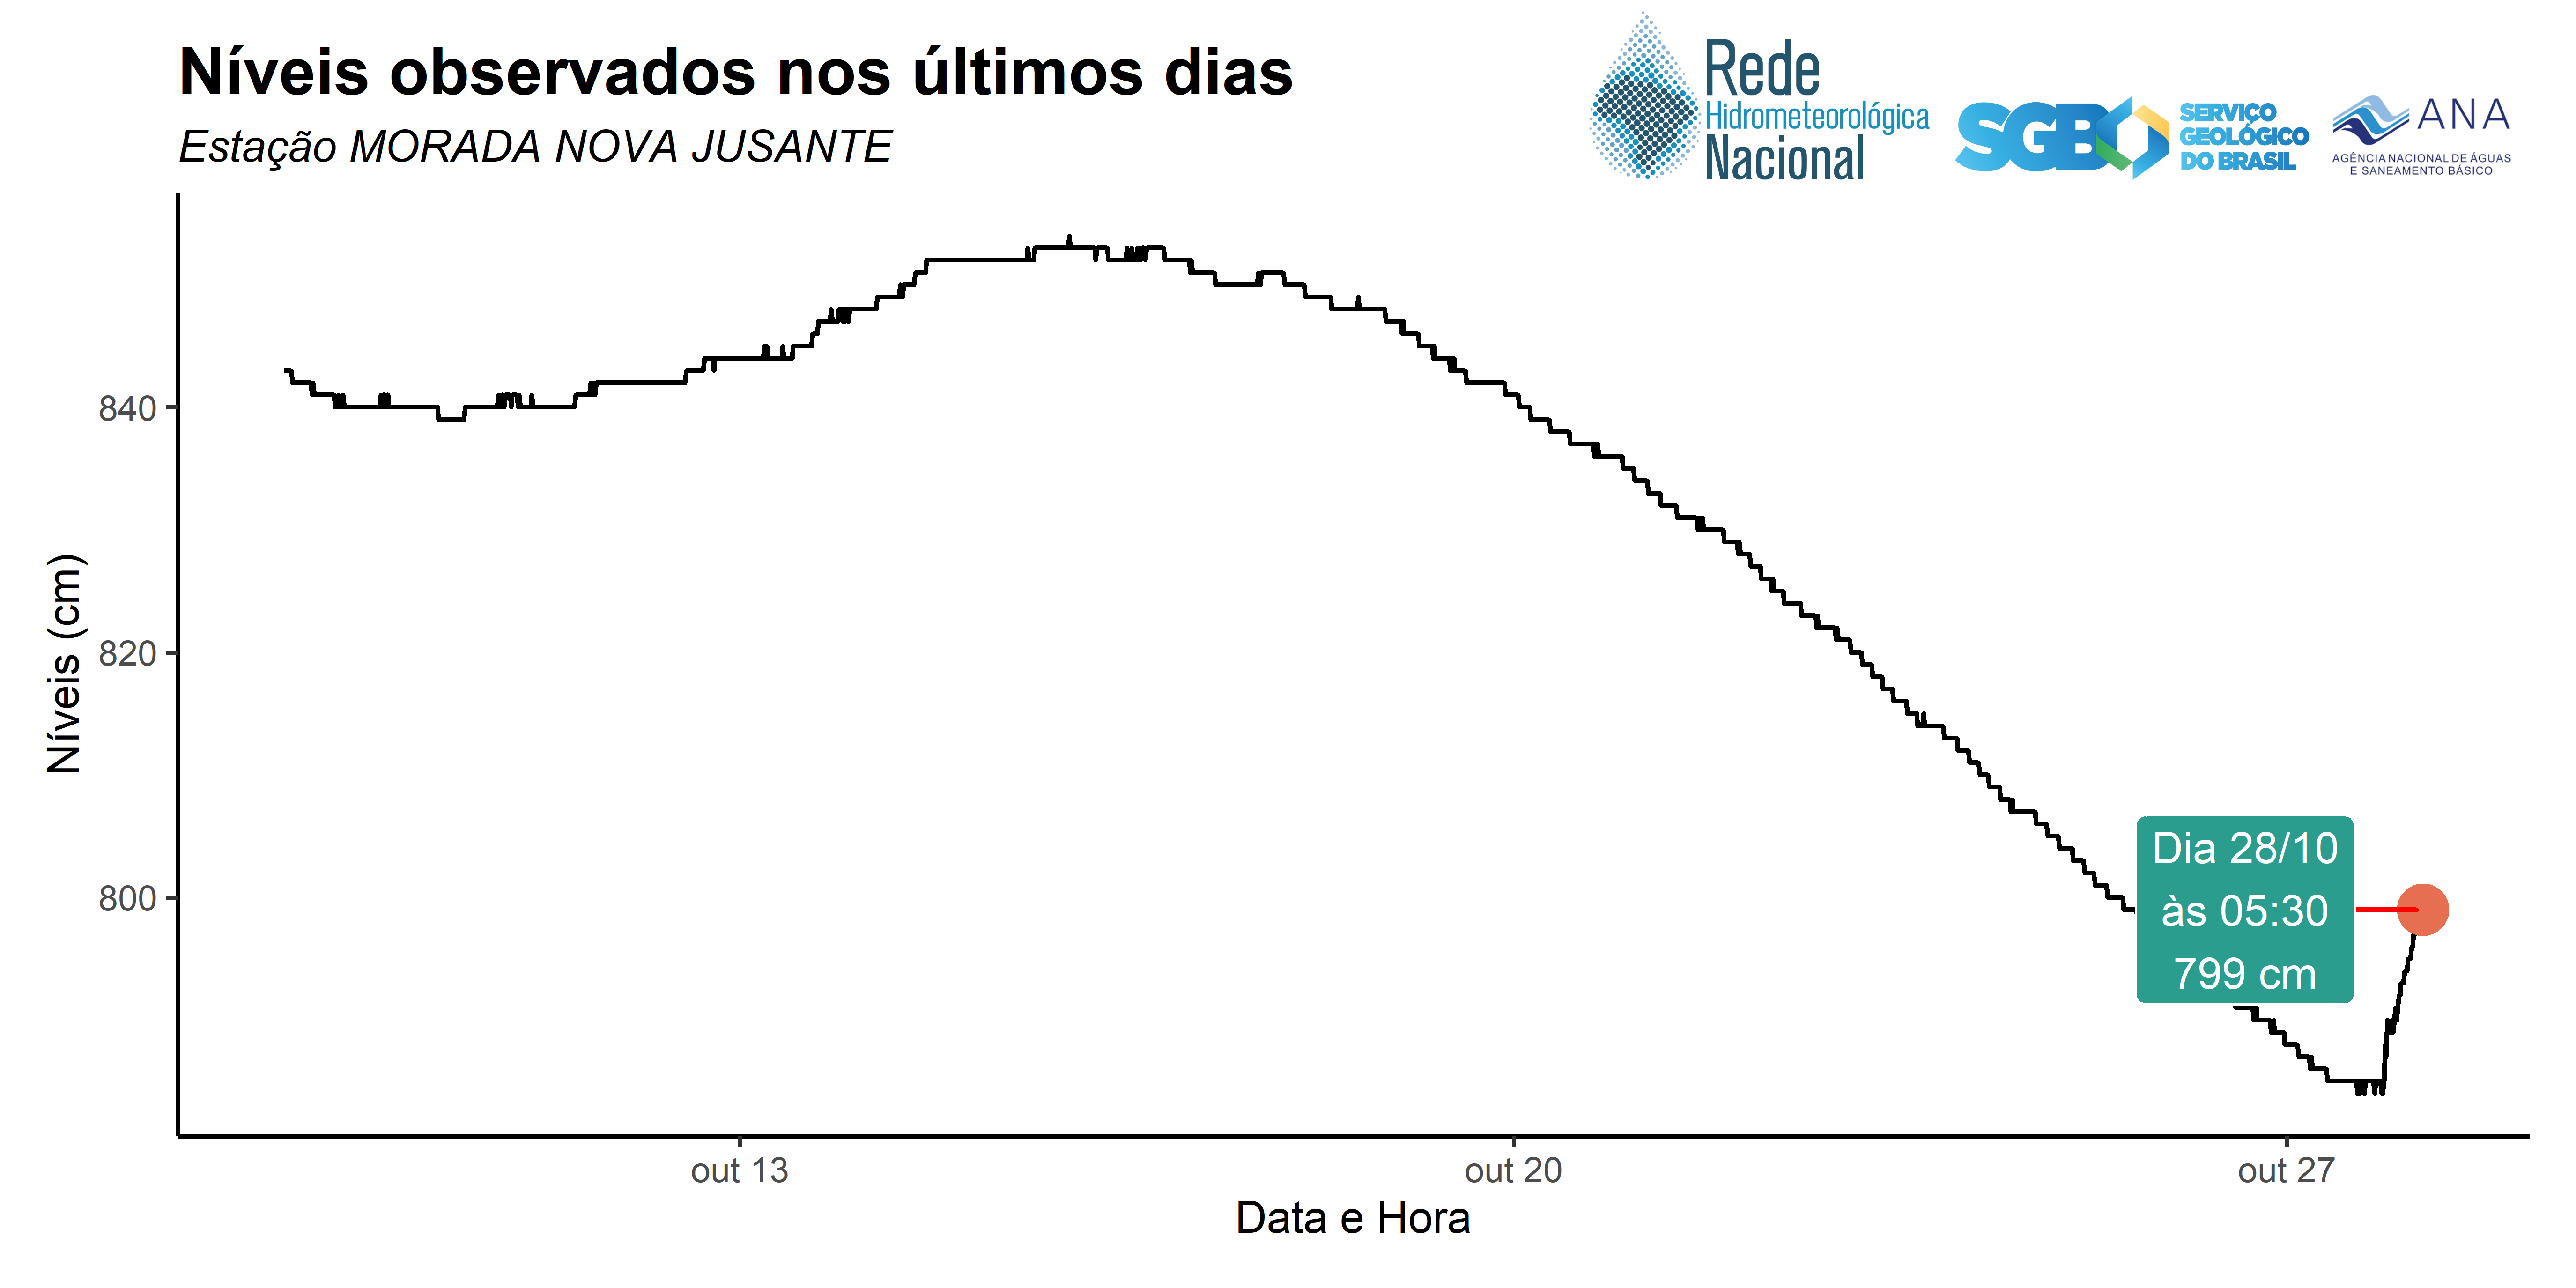 Níveis observados nos últimos dias
Estação MORADA NOVA JUSANTE
Rede
Hidrometeorológica
Nacional
SGB
SERVIÇO
GEOLÓGICO
DO BRASIL
ANA
AGÊNCIA NACIONAL DE ÁGUAS
E SANEAMENTO BÁSICO
Níveis (cm)
840
820
800
Dia 28/10
às 05:30
799 cm
out 13
out 20
out 27
Data e Hora